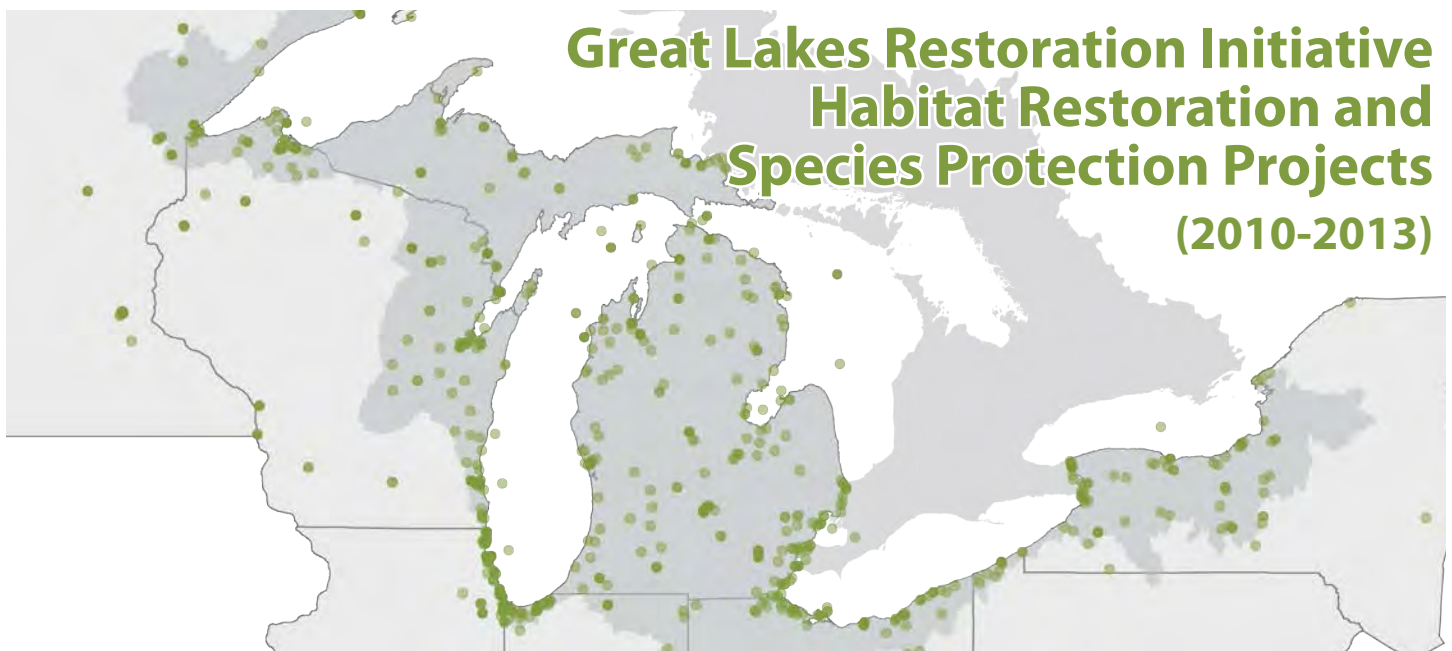 Great Lakes Restoration Initiative
Habitat Restoration and
Species Protection Projects
(2010-2013)